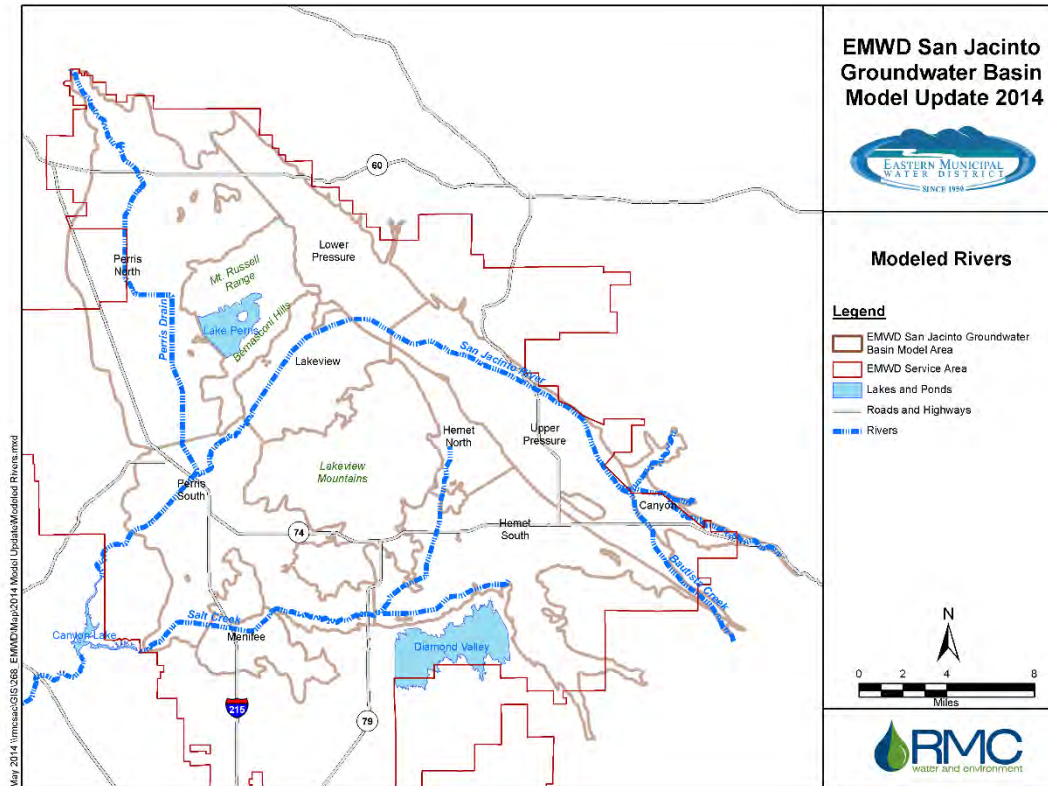 EMWD San Jacinto
Groundwater Basin
Model Update 2014
EASTERN MUNICIPAL
WATER DISTRICT
SINCE 1950
Modeled Rivers
Legend
EMWD San Jacinto Groundwater
Basin Model Area
EMWD Service Area
Lakes and Ponds
Roads and Highways
Rivers
N
0 2 4 8
Miles
RMC
water and environment
60
Lower
Pressure
Perris
North
Mt. Russell
Range
Lake Perris
Bernasconi Hills
Perris Drain
Lakeview
San Jacinto River
Hemet
North
Upper
Pressure
Lakeview
Mountains
Perris
South
Canyon
74
Hemet
South
Bautista Creek
Salt Creek
Menifee
Canyon Lake
Diamond Valley
215
79
May 2014 \\rmcsac\GIS\268_EMWD\Map\2014 Model Update\Modeled Rivers.mxd